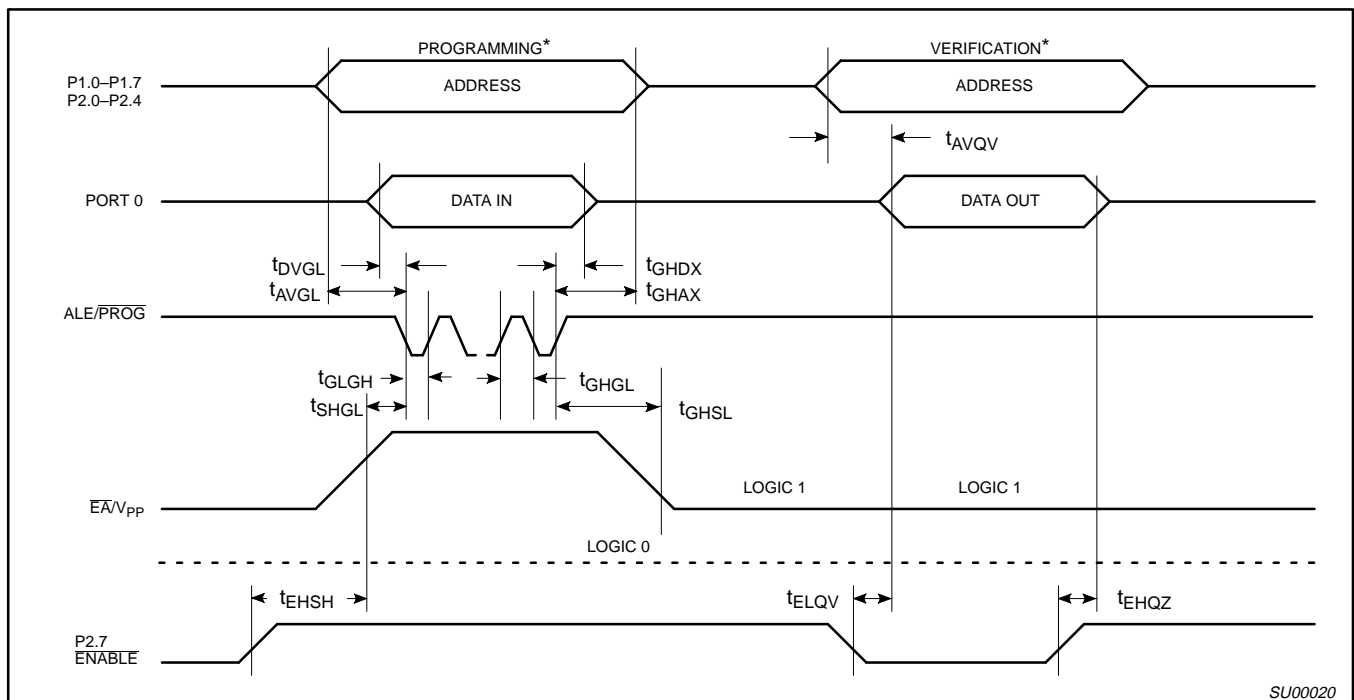 PROGRAMMING*
VERIFICATION*
P1.0–P1.7
P2.0–P2.4
ADDRESS
ADDRESS
tAVQV
PORT 0
DATA IN
DATA OUT
tDVGL
tGHDX
tAVGL
tGHAX
ALE/PROG
tGLGH
tGHGL
tSHGL
tGHSL
LOGIC 1
LOGIC 1
EA/VPP
LOGIC 0
tEHSH
tELQV
tEHQZ
P2.7
ENABLE
SU00020